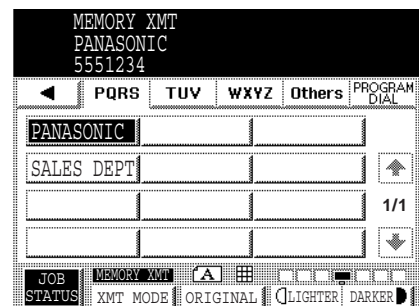 MEMORY XMT
PANASONIC
5551234
PQRS TUV WXYZ Others PROGRAM DIAL
PANASONIC
SALES DEPT
1/1
JOB STATUS
MEMORY XMT A
XMT MODE ORIGINAL LIGHTER DARKER